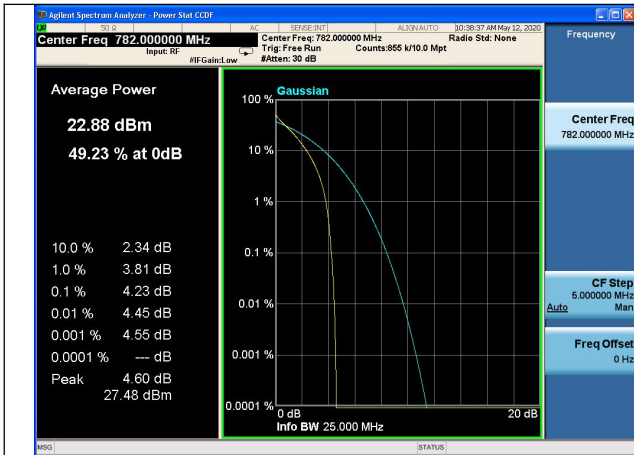 Agilent Spectrum Analyzer - Power Stat CCDF
50 Ω AC SENSE:INT ALIGN AUTO 10:38:37 AM May 12, 2020
Center Freq 782.000000 MHz
Input: RF
#IFGain:Low
Center Freq: 782.000000 MHz
Radio Std: None
Trig: Free Run
Counts:855 k/10.0 Mpt
#Atten: 30 dB
Frequency
Average Power
22.88 dBm
49.23 % at 0dB
10.0 % 2.34 dB
1.0 % 3.81 dB
0.1 % 4.23 dB
0.01 % 4.45 dB
0.001 % 4.55 dB
0.0001 % --- dB
Peak 4.60 dB
27.48 dBm
Gaussian
100 %
10 %
1 %
0.1 %
0.01 %
0.001 %
0.0001 %
0 dB 20 dB
Info BW 25.000 MHz
Center Freq
782.000000 MHz
CF Step
5.000000 MHz
Auto Man
Freq Offset
0 Hz
MSG STATUS